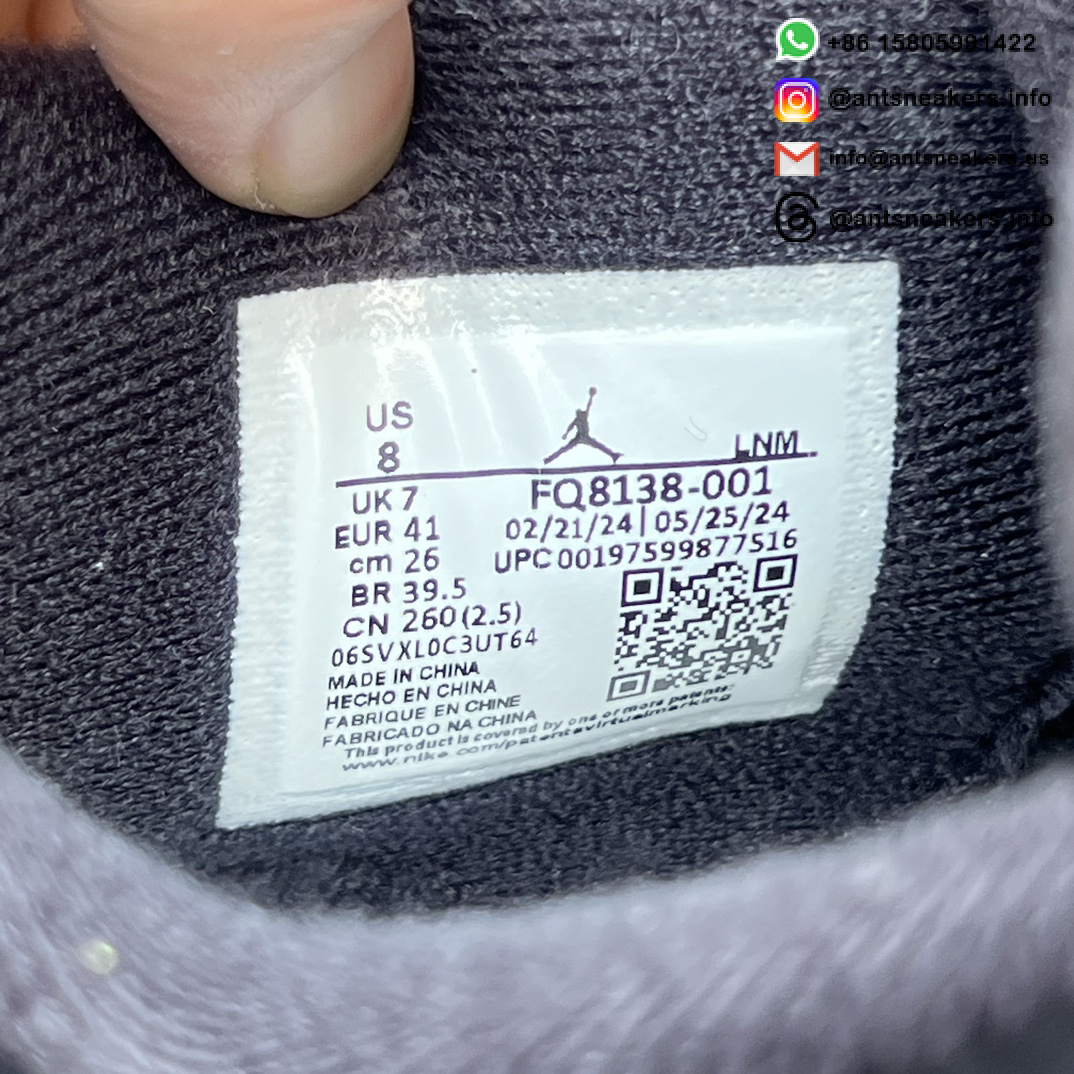 +86 15805991422
@antsneakers-info
info@antsneakers.us
@antsneakers-info
US
8
LNM
UK 7
FQ8138-001
EUR 41
02/21/24|05/25/24
cm 26
UPC 00197599877516
BR 39.5
CN 260(2.5)
06SVXL0C3UT64
MADE IN CHINA
HECHO EN CHINA
FABRIQUE EN CHINE
FABRICADO NA CHINA
This product is covered by one or more patents:
www.nike.com/patentsvirtualmarking